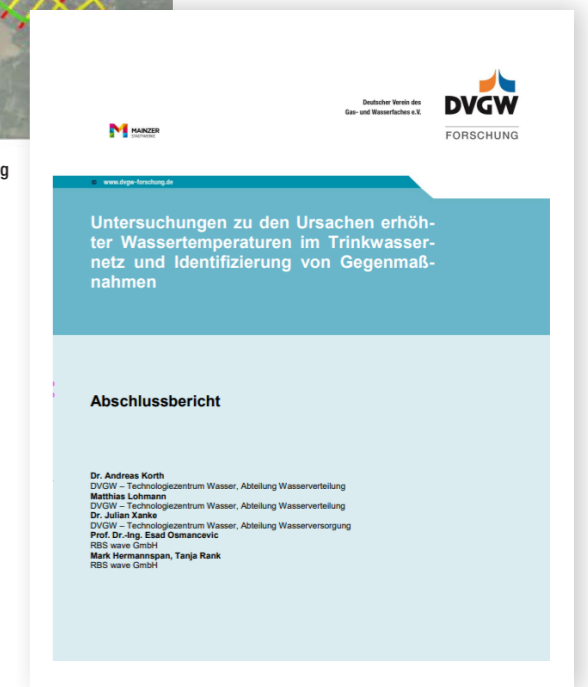 g
Deutscher Verein des
Gas- und Wasserfaches e.V.
DVGW
FORSCHUNG
MAINZER
STADTWERKE
www.dvgw-forschung.de
Untersuchungen zu den Ursachen erhöh-
ter Wassertemperaturen im Trinkwasser-
netz und Identifizierung von Gegenmaß-
nahmen
Abschlussbericht
Dr. Andreas Korth
DVGW – Technologiezentrum Wasser, Abteilung Wasserverteilung
Matthias Lohmann
DVGW – Technologiezentrum Wasser, Abteilung Wasserverteilung
Dr. Julian Xanke
DVGW – Technologiezentrum Wasser, Abteilung Wasserversorgung
Prof. Dr.-Ing. Esad Osmancevic
RBS wave GmbH
Mark Hermannspan, Tanja Rank
RBS wave GmbH